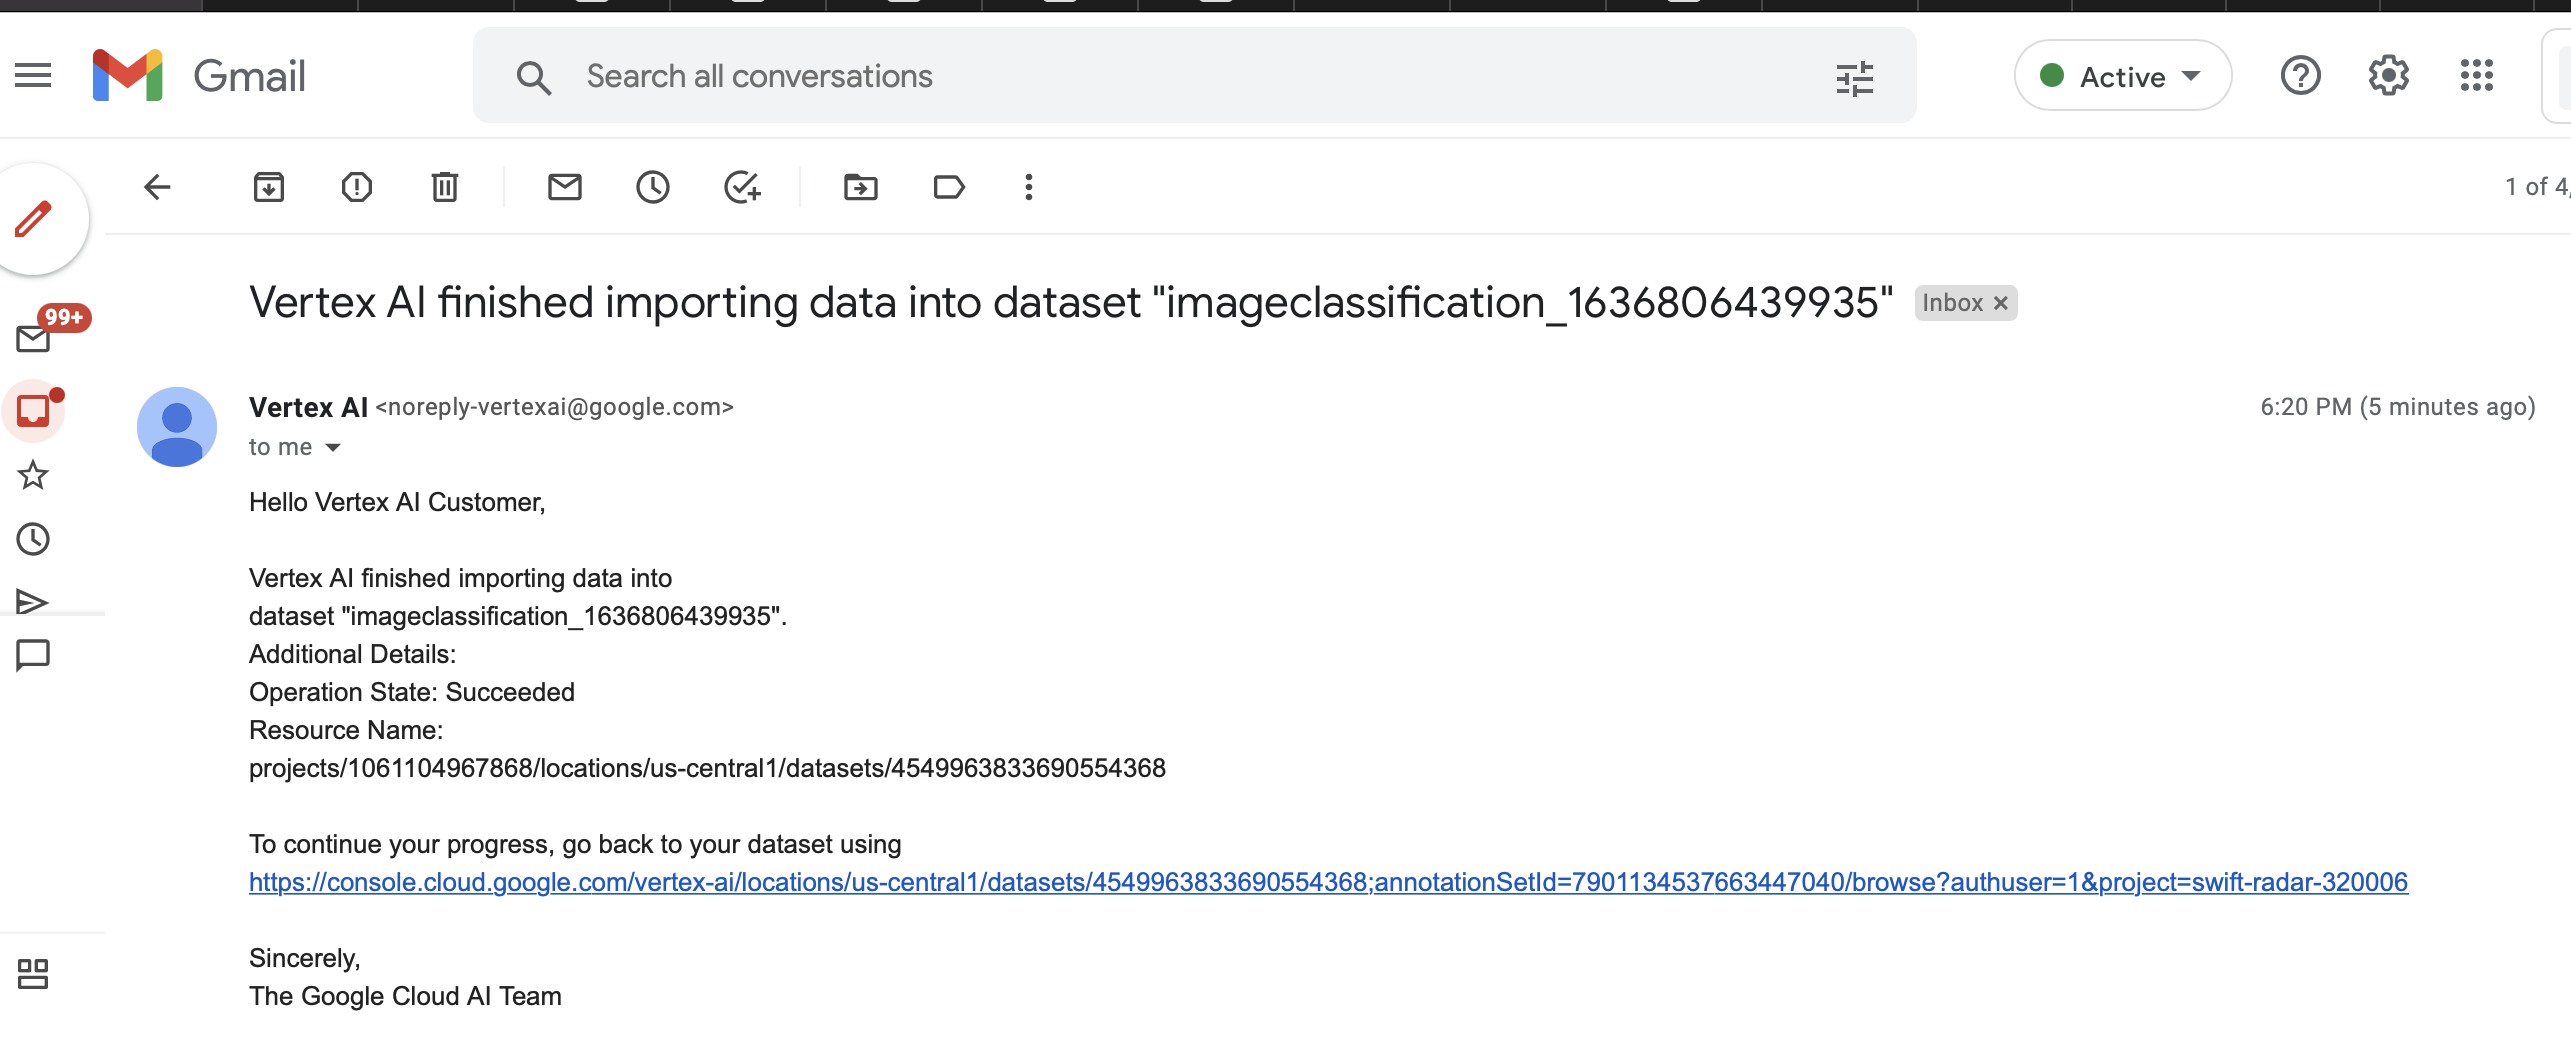 Gmail
Search all conversations
Active
1 of 4,
99+
Vertex AI finished importing data into dataset "imageclassification_1636806439935"
Inbox ×
Vertex AI <noreply-vertexai@google.com>
6:20 PM (5 minutes ago)
to me
Hello Vertex AI Customer,
Vertex AI finished importing data into
dataset "imageclassification_1636806439935".
Additional Details:
Operation State: Succeeded
Resource Name:
projects/1061104967868/locations/us-central1/datasets/4549963833690554368
To continue your progress, go back to your dataset using
https://console.cloud.google.com/vertex-ai/locations/us-central1/datasets/4549963833690554368;annotationSetId=7901134537663447040/browse?authuser=1&project=swift-radar-320006
Sincerely,
The Google Cloud AI Team